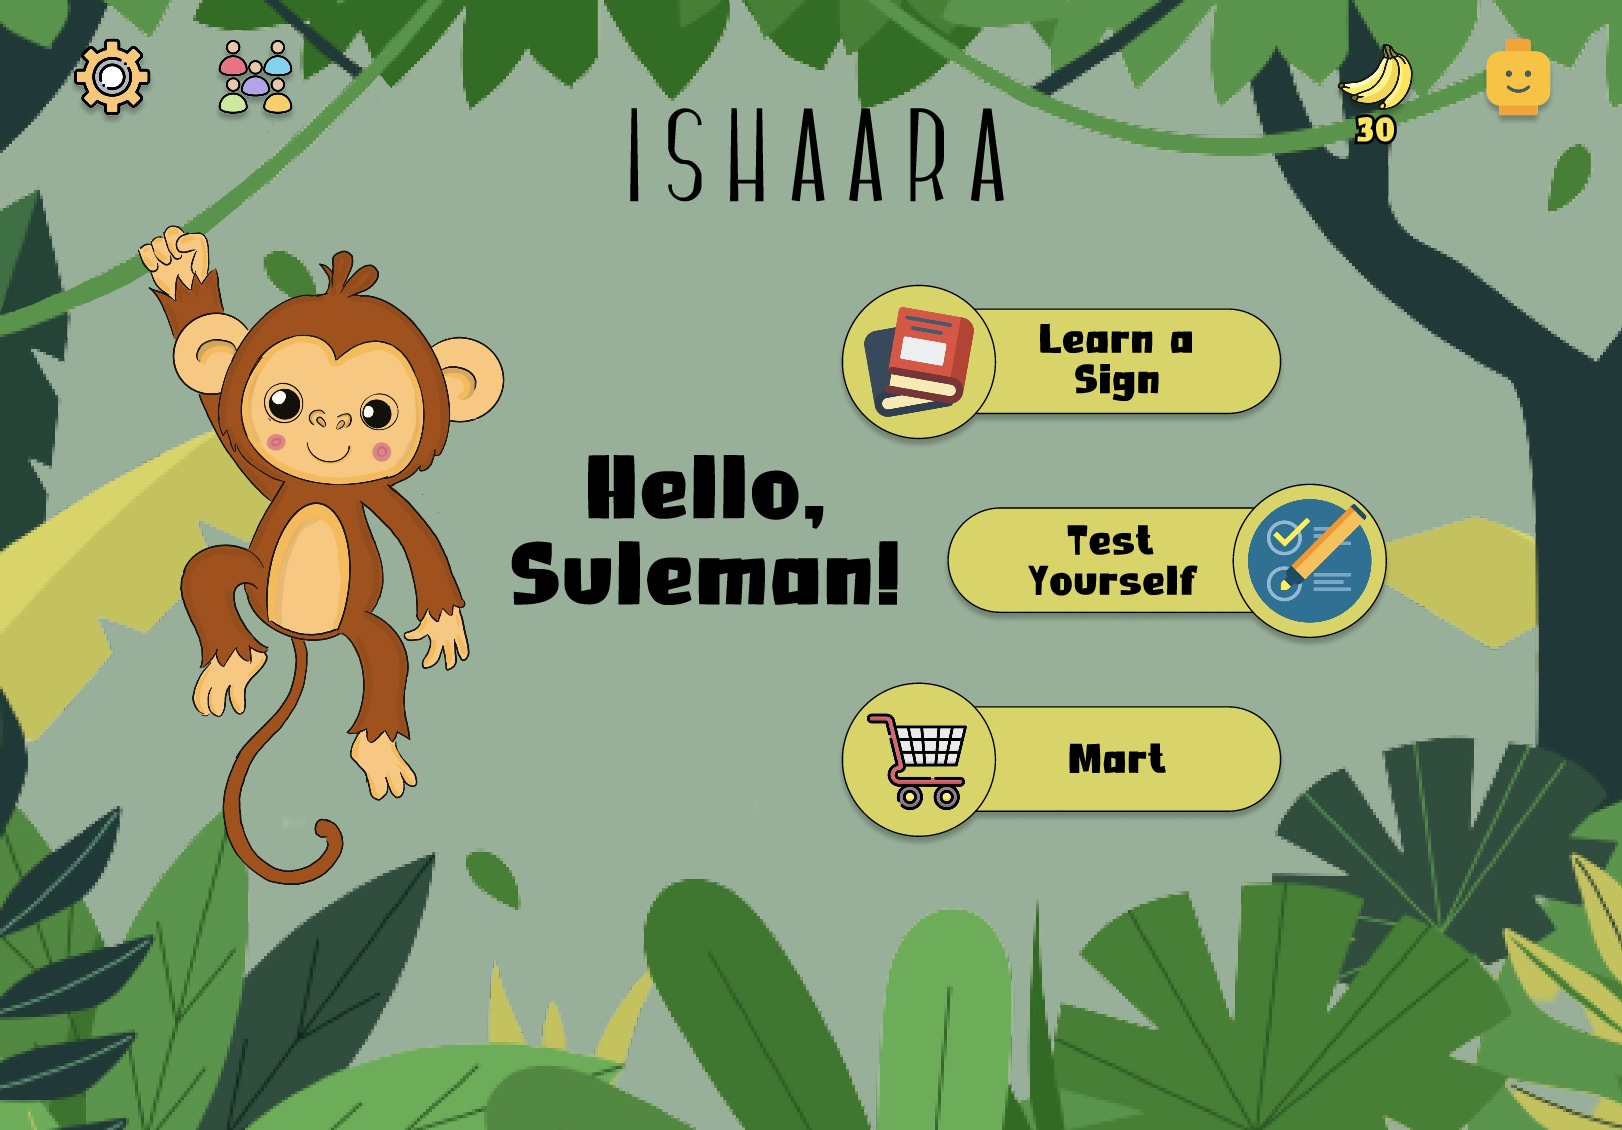 30
ISHAARA
Hello,
Suleman!
Learn a
Sign
Test
Yourself
Mart